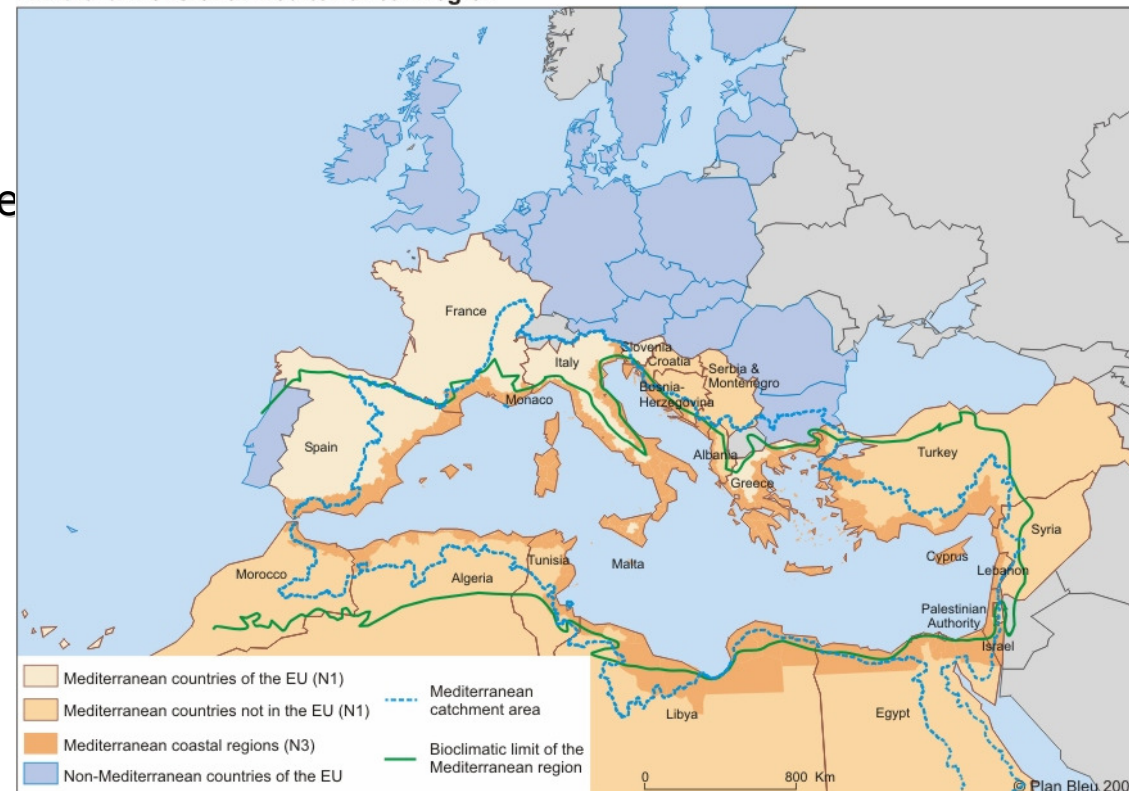 e
France
Slovenia
Italy
Croatia
Serbia &
Montenegro
Bosnia-
Herzegovina
Monaco
Spain
Albania
Turkey
Greece
Syria
Cyprus
Malta
Tunisia
Lebanon
Morocco
Algeria
Palestinian
Authority
Israel
Libya
Egypt
Mediterranean countries of the EU (N1)
Mediterranean countries not in the EU (N1)
Mediterranean coastal regions (N3)
Non-Mediterranean countries of the EU
Mediterranean
catchment area
Bioclimatic limit of the
Mediterranean region
0 800 Km
© Plan Bleu 200